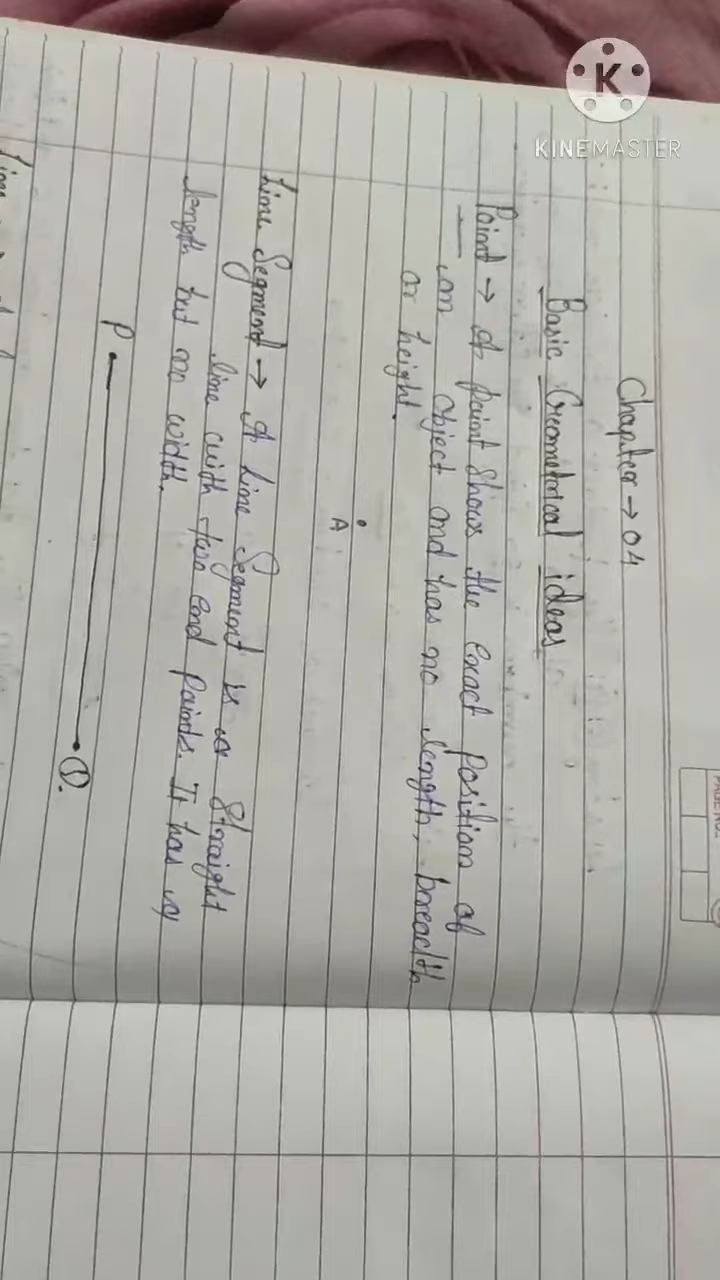 K
KINEMASTER
PAGE NO.:
Chapter → 04
Basic Geometrical ideas
Point → A point shows the exact position of
an object and has no length, breadth
or height.
A
Line Segment → A Line Segment is a Straight
line with two end points. It has a
length but no width.
P
Q.